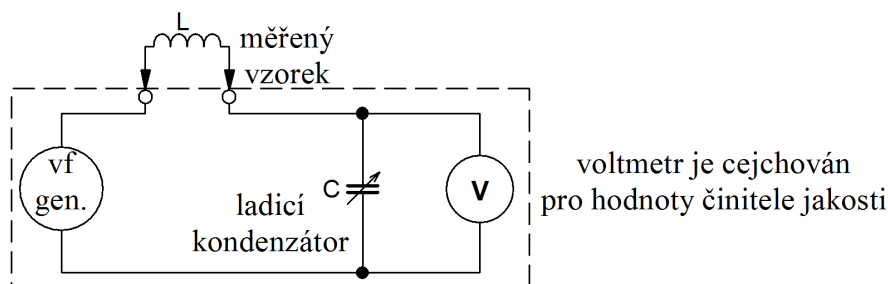 L
měřený
vzorek
vf
gen.
C
ladicí
kondenzátor
V
voltmetr je cejchován
pro hodnoty činitele jakosti